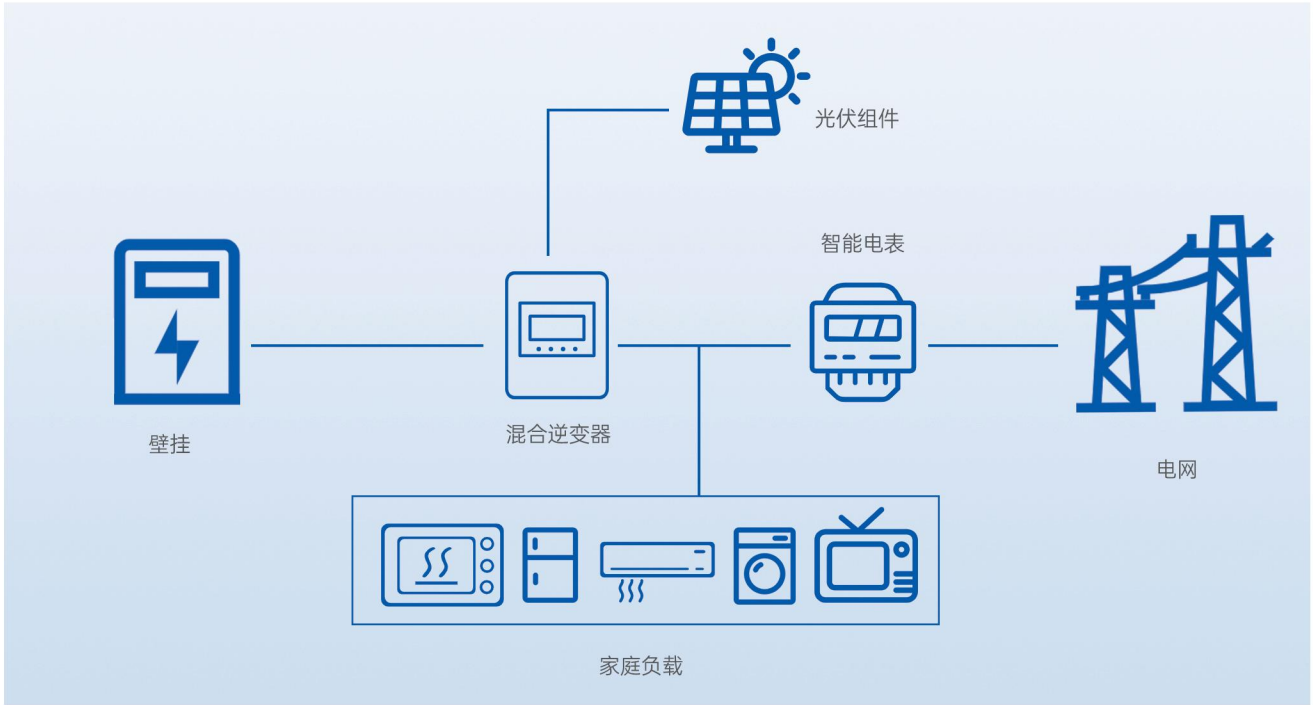 光伏组件
智能电表
壁挂
混合逆变器
电网
家庭负载